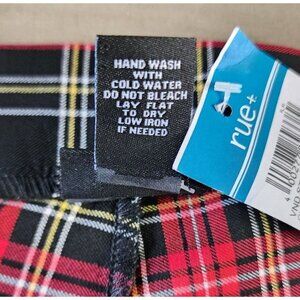 HAND WASH
WITH
COLD WATER
DO NOT BLEACH
LAY FLAT
TO DRY
LOW IRON
IF NEEDED
rue+